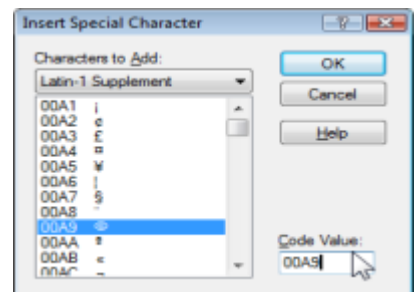 Insert Special Character
Characters to Add:
Latin-1 Supplement
00A1 ¡
00A2 ¢
00A3 £
00A4 ¤
00A5 ¥
00A6 ¦
00A7 §
00A8 ¨
00A9 ©
00AA ª
00AB «
00AC ¬
OK
Cancel
Help
Code Value:
00A9